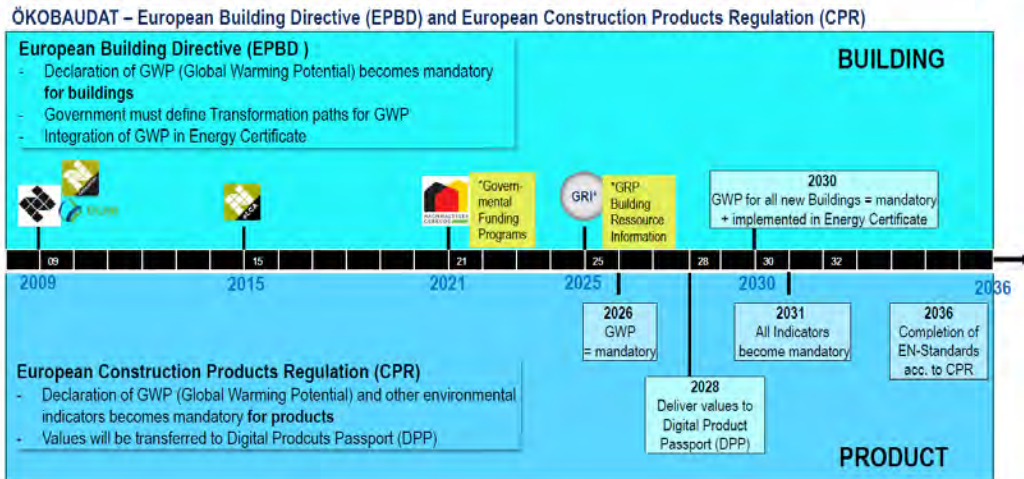 ÖKOBAUDAT – European Building Directive (EPBD) and European Construction Products Regulation (CPR)
European Building Directive (EPBD )
- Declaration of GWP (Global Warming Potential) becomes mandatory
for buildings
- Government must define Transformation paths for GWP
- Integration of GWP in Energy Certificate
BUILDING
*Govern-
mental
Funding
Programs
GRI*
*GRP
Building
Ressource
Information
2030
GWP for all new Buildings = mandatory
+ implemented in Energy Certificate
09 15 21 25 28 30 32
2009 2015 2021 2025 2030 2036
2026
GWP
= mandatory
2031
All Indicators
become mandatory
2036
Completion of
EN-Standards
acc. to CPR
European Construction Products Regulation (CPR)
- Declaration of GWP (Global Warming Potential) and other environmental
indicators becomes mandatory for products
- Values will be transferred to Digital Prodcuts Passport (DPP)
2028
Deliver values to
Digital Product
Passport (DPP)
PRODUCT